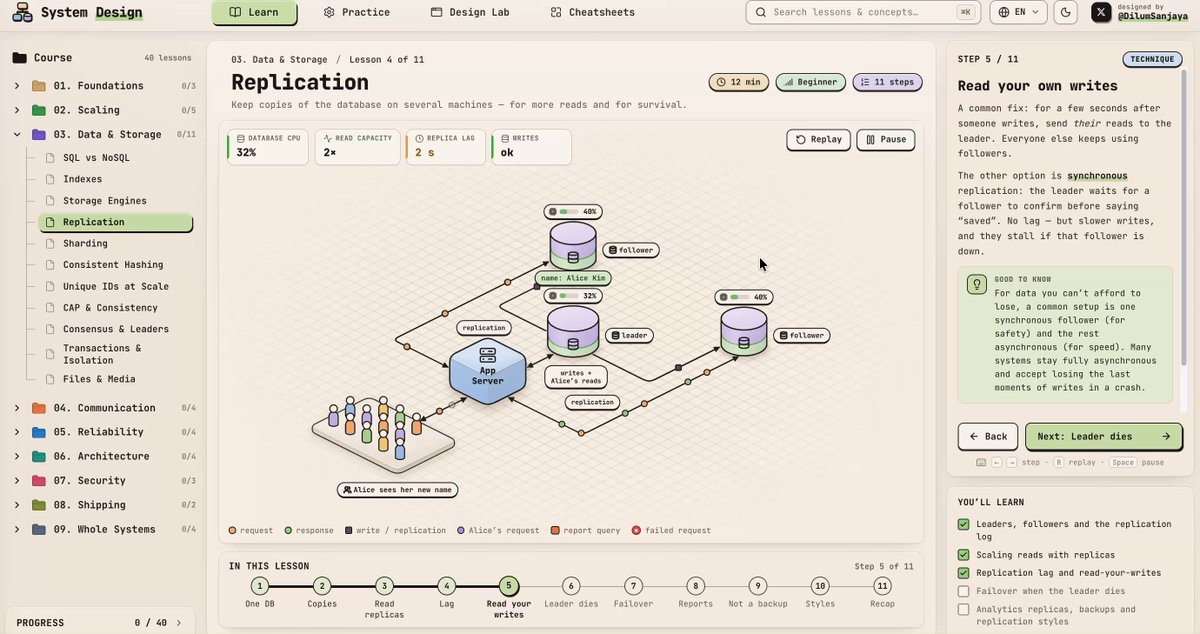 System Design
Learn
Practice
Design Lab
Cheatsheets
Search lessons & concepts…
⌘K
EN
designed by
@DilumSanjaya
Course
40 lessons
01. Foundations
0/3
02. Scaling
0/5
03. Data & Storage
0/11
SQL vs NoSQL
Indexes
Storage Engines
Replication
Sharding
Consistent Hashing
Unique IDs at Scale
CAP & Consistency
Consensus & Leaders
Transactions &
Isolation
Files & Media
04. Communication
0/4
05. Reliability
0/4
06. Architecture
0/4
07. Security
0/3
08. Shipping
0/2
09. Whole Systems
0/4
PROGRESS
0 / 40
03. Data & Storage / Lesson 4 of 11
Replication
Keep copies of the database on several machines — for more reads and for survival.
12 min
Beginner
11 steps
DATABASE CPU
32%
READ CAPACITY
2×
REPLICA LAG
2 s
WRITES
ok
Replay
Pause
40%
follower
name: Alice Kim
32%
leader
40%
follower
replication
App
Server
writes +
Alice's reads
replication
Alice sees her new name
request
response
write / replication
Alice's request
report query
failed request
IN THIS LESSON
Step 5 of 11
1
2
3
4
5
6
7
8
9
10
11
One DB
Copies
Read
replicas
Lag
Read your
writes
Leader dies
Failover
Reports
Not a backup
Styles
Recap
STEP 5 / 11
TECHNIQUE
Read your own writes
A common fix: for a few seconds after
someone writes, send their reads to the
leader. Everyone else keeps using
followers.
The other option is synchronous
replication: the leader waits for a
follower to confirm before saying
“saved”. No lag — but slower writes,
and they stall if that follower is
down.
GOOD TO KNOW
For data you can’t afford to
lose, a common setup is one
synchronous follower (for
safety) and the rest
asynchronous (for speed). Many
systems stay fully asynchronous
and accept losing the last
moments of writes in a crash.
Back
Next: Leader dies
← → step · R replay · Space pause
YOU’LL LEARN
Leaders, followers and the replication
log
Scaling reads with replicas
Replication lag and read-your-writes
Failover when the leader dies
Analytics replicas, backups and
replication styles